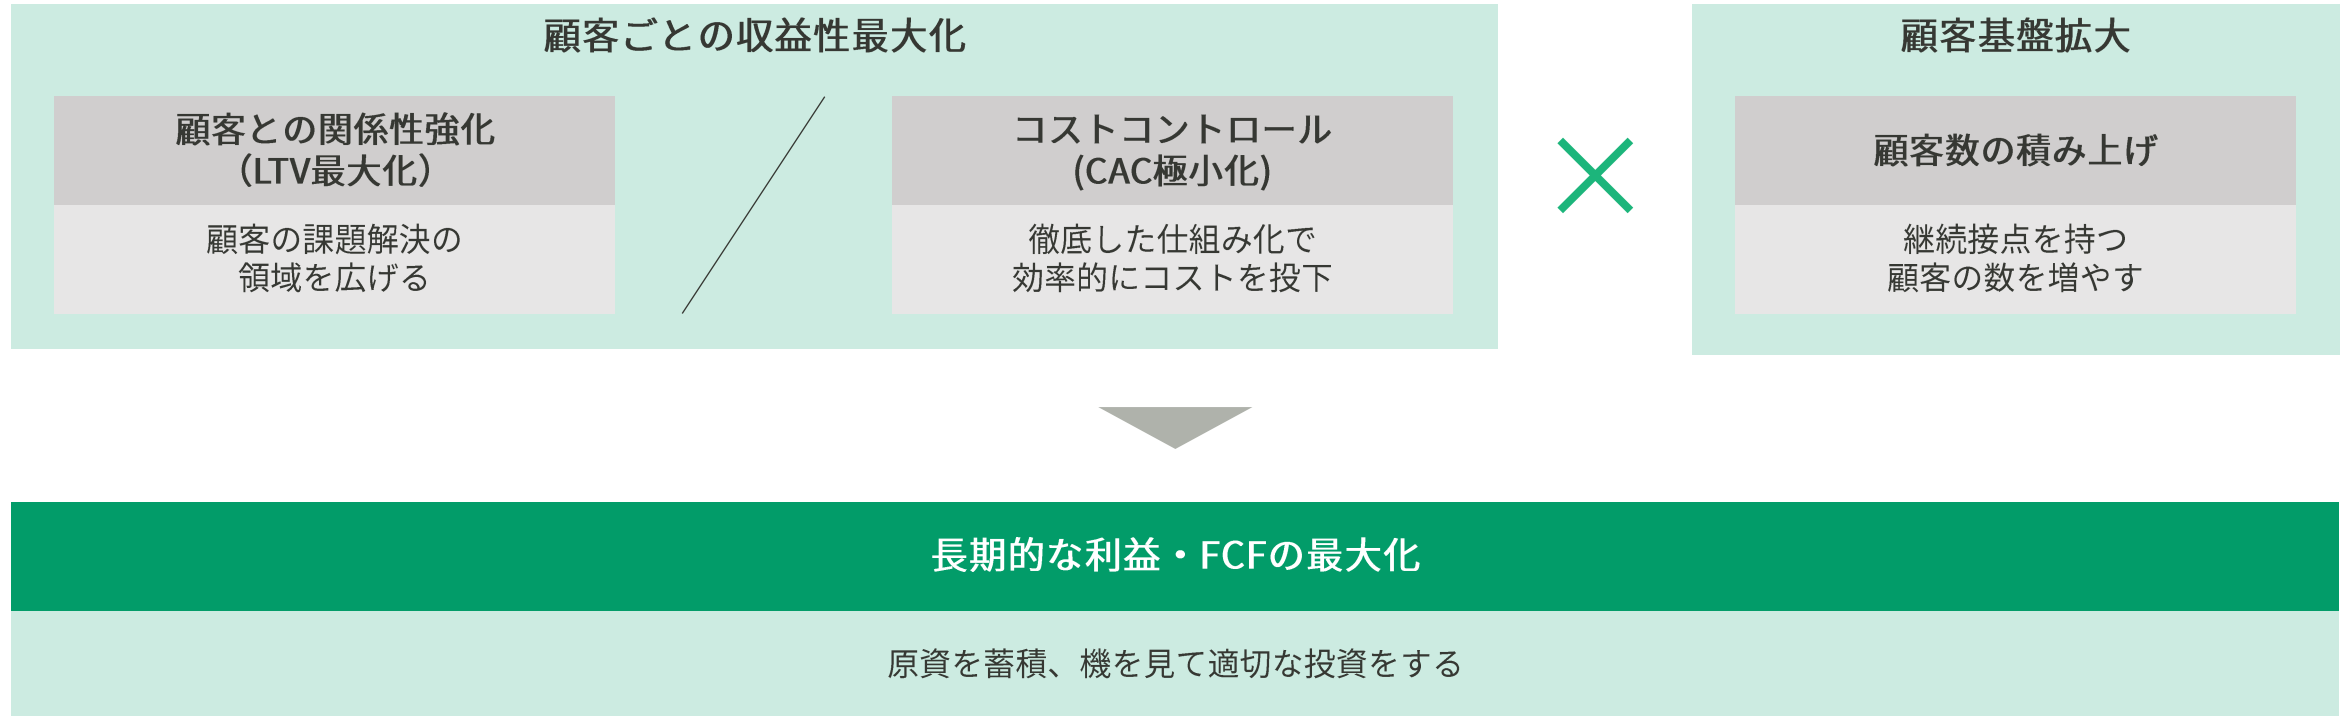 顧客ごとの収益性最大化
顧客との関係性強化
（LTV最大化）
顧客の課題解決の
領域を広げる
コストコントロール
(CAC極小化)
徹底した仕組み化で
効率的にコストを投下
顧客基盤拡大
顧客数の積み上げ
継続接点を持つ
顧客の数を増やす
長期的な利益・FCFの最大化
原資を蓄積、機を見て適切な投資をする